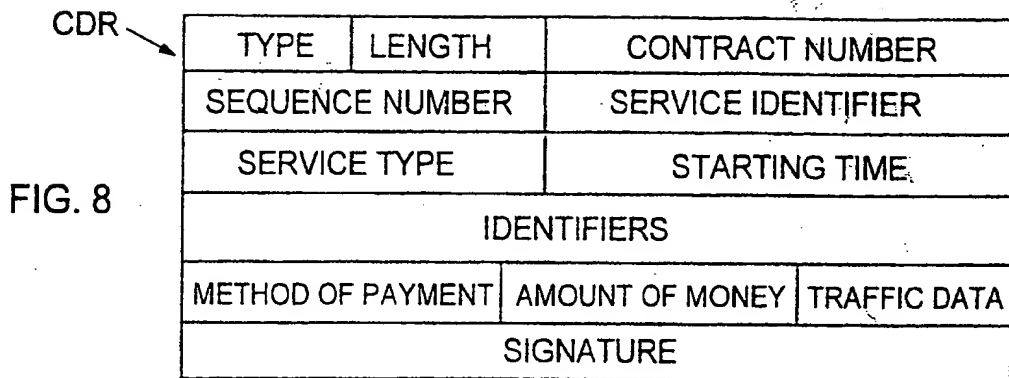 CDR
TYPE LENGTH CONTRACT NUMBER
SEQUENCE NUMBER SERVICE IDENTIFIER
SERVICE TYPE STARTING TIME
FIG. 8
IDENTIFIERS
METHOD OF PAYMENT AMOUNT OF MONEY TRAFFIC DATA
SIGNATURE